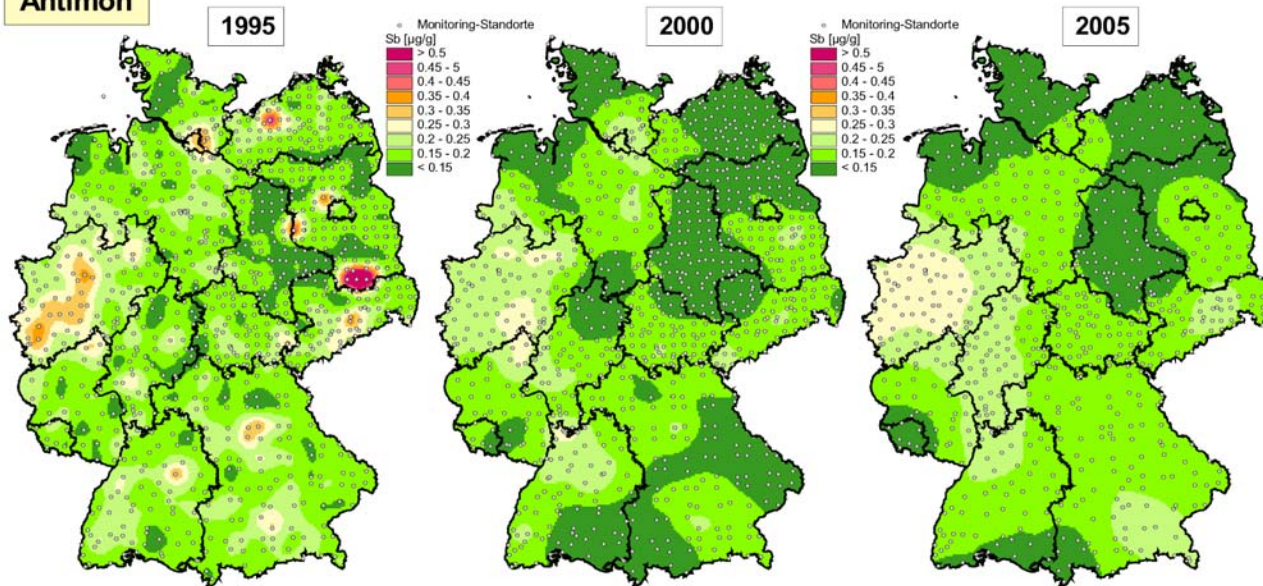 Antimon
1995
Monitoring-Standorte
Sb [µg/g]
> 0.5
0.45 - 5
0.4 - 0.45
0.35 - 0.4
0.3 - 0.35
0.25 - 0.3
0.2 - 0.25
0.15 - 0.2
< 0.15
2000
Monitoring-Standorte
Sb [µg/g]
> 0.5
0.45 - 5
0.4 - 0.45
0.35 - 0.4
0.3 - 0.35
0.25 - 0.3
0.2 - 0.25
0.15 - 0.2
< 0.15
2005